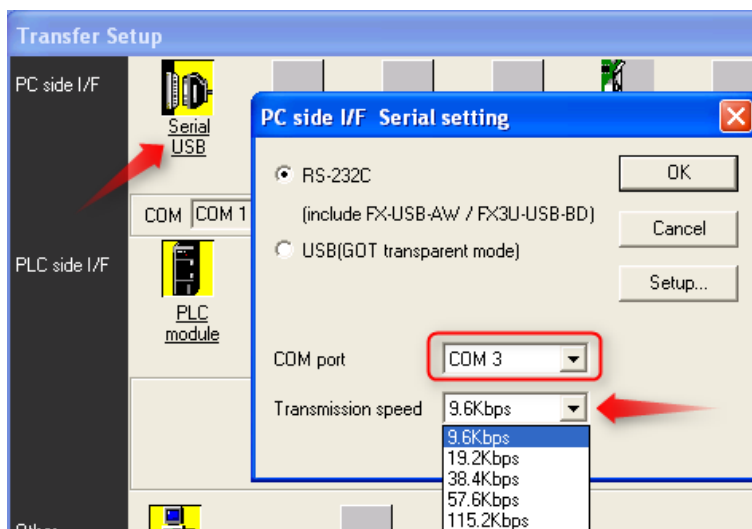 Transfer Setup
PC side I/F
Serial
USB
COM COM 1
PLC side I/F
PLC
module
PC side I/F Serial setting
RS-232C
(include FX-USB-AW / FX3U-USB-BD)
USB(GOT transparent mode)
OK
Cancel
Setup...
COM port COM 3
Transmission speed 9.6Kbps
9.6Kbps
19.2Kbps
38.4Kbps
57.6Kbps
115.2Kbps